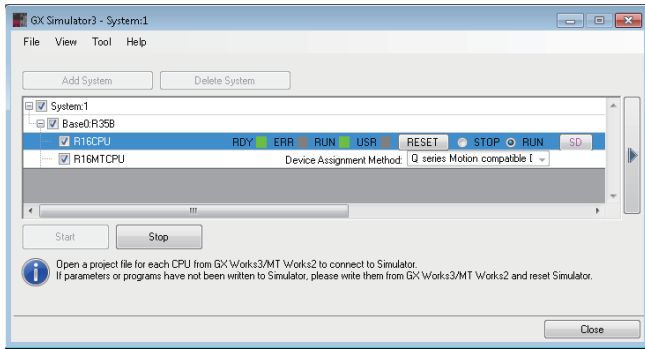 GX Simulator3 - System:1
File View Tool Help
Add System Delete System
System:1
Base0:R35B
R16CPU RDY ERR RUN USR RESET STOP RUN SD
R16MTCPU Device Assignment Method: Q series Motion compatible [
Start Stop
Open a project file for each CPU from GX Works3/MT Works2 to connect to Simulator.
If parameters or programs have not been written to Simulator, please write them from GX Works3/MT Works2 and reset Simulator.
Close